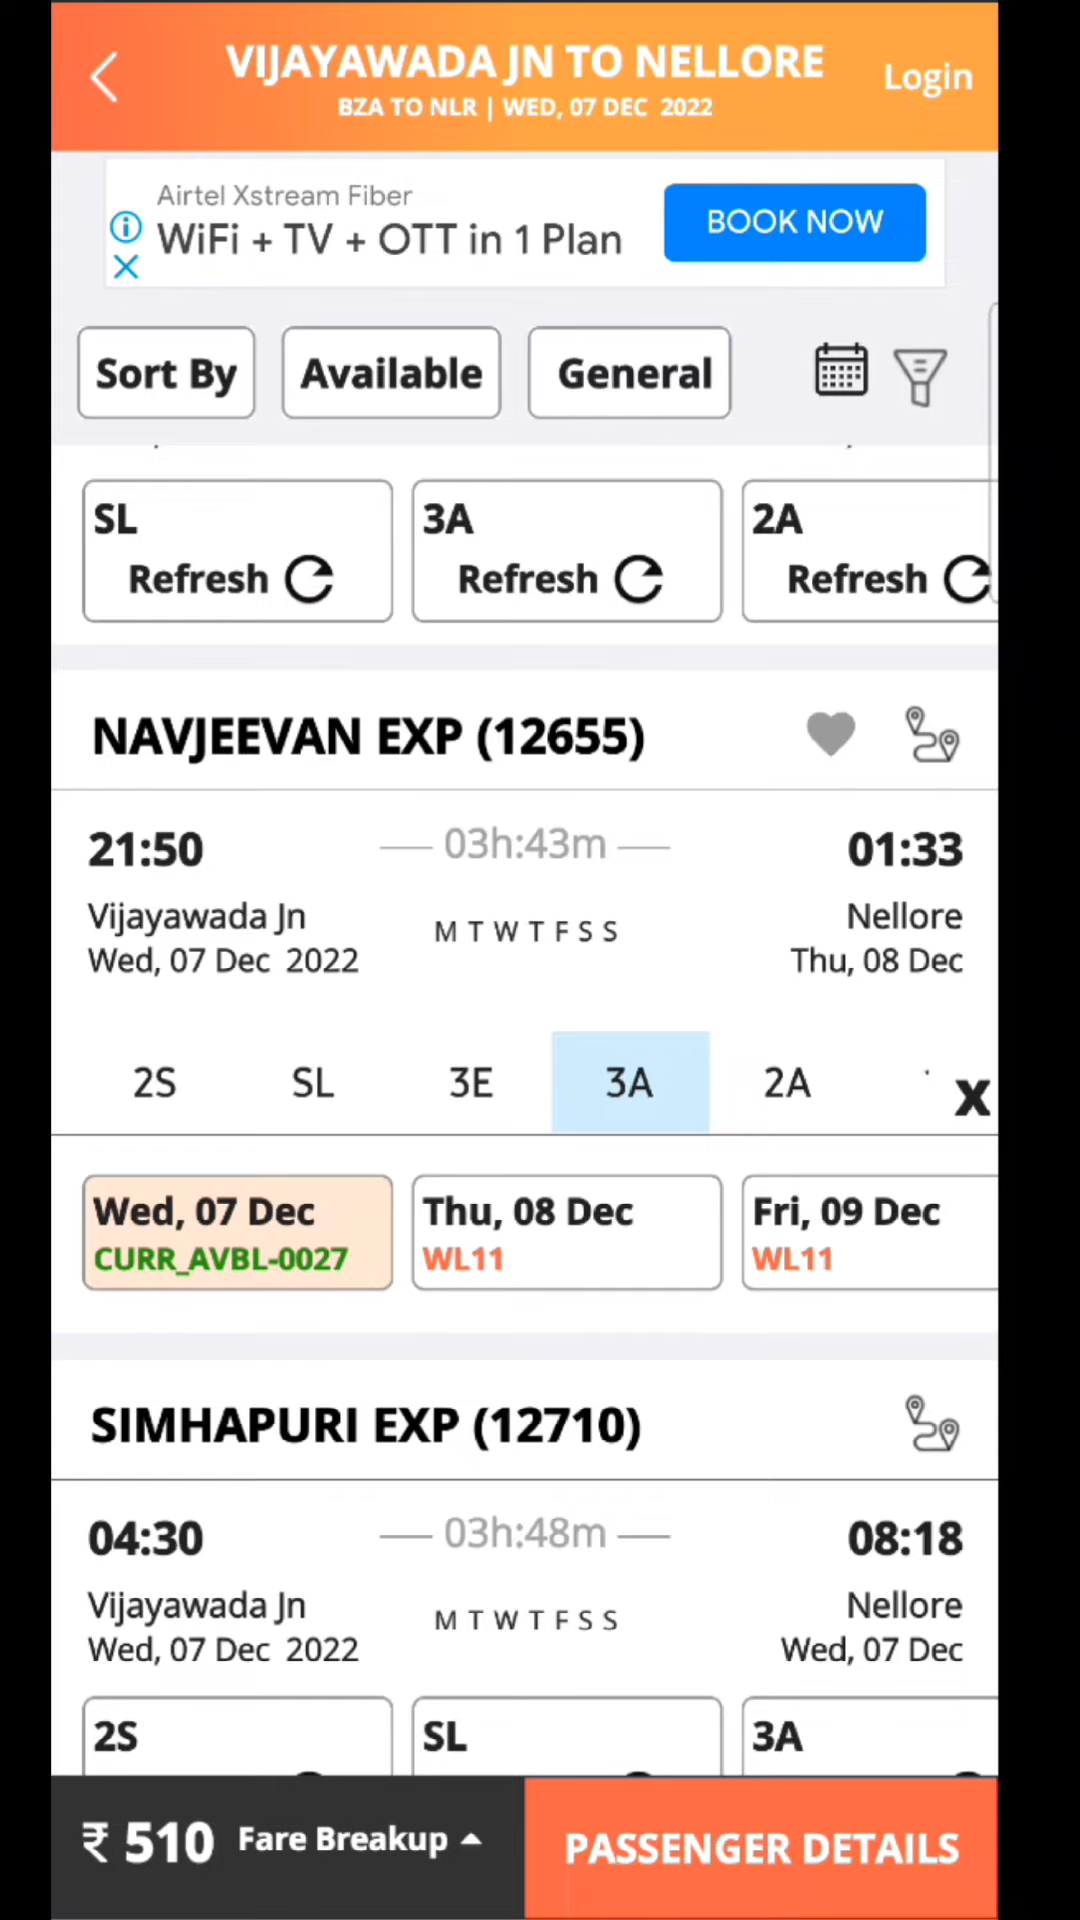 VIJAYAWADA JN TO NELLORE
Login
BZA TO NLR | WED, 07 DEC 2022
Airtel Xstream Fiber
WiFi + TV + OTT in 1 Plan
BOOK NOW
Sort By Available General
SL 3A 2A
Refresh Refresh Refresh
NAVJEEVAN EXP (12655)
21:50 03h:43m 01:33
Vijayawada Jn M T W T F S S Nellore
Wed, 07 Dec 2022 Thu, 08 Dec
2S SL 3E 3A 2A X
Wed, 07 Dec Thu, 08 Dec Fri, 09 Dec
CURR_AVBL-0027 WL11 WL11
SIMHAPURI EXP (12710)
04:30 03h:48m 08:18
Vijayawada Jn M T W T F S S Nellore
Wed, 07 Dec 2022 Wed, 07 Dec
2S SL 3A
₹ 510 Fare Breakup PASSENGER DETAILS